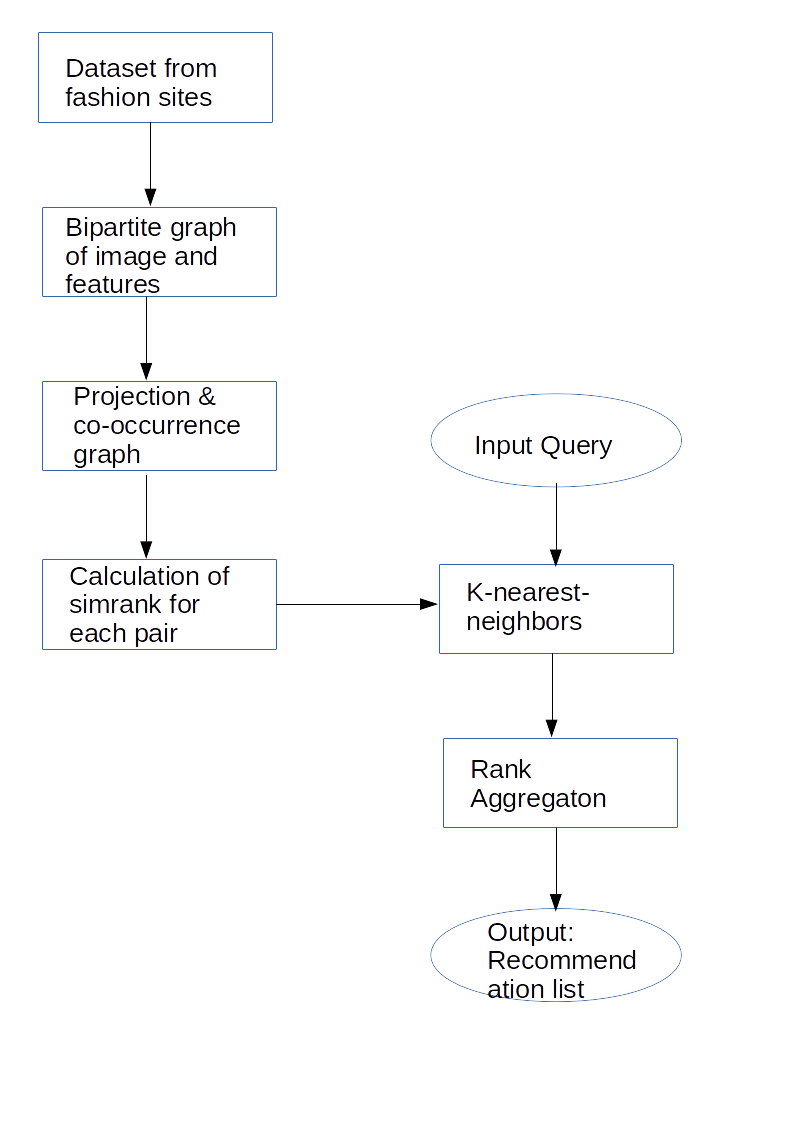 Dataset from
fashion sites
Bipartite graph
of image and
features
Projection &
co-occurrence
graph
Calculation of
simrank for
each pair
Input Query
K-nearest-
neighbors
Rank
Aggregaton
Output:
Recommend
ation list